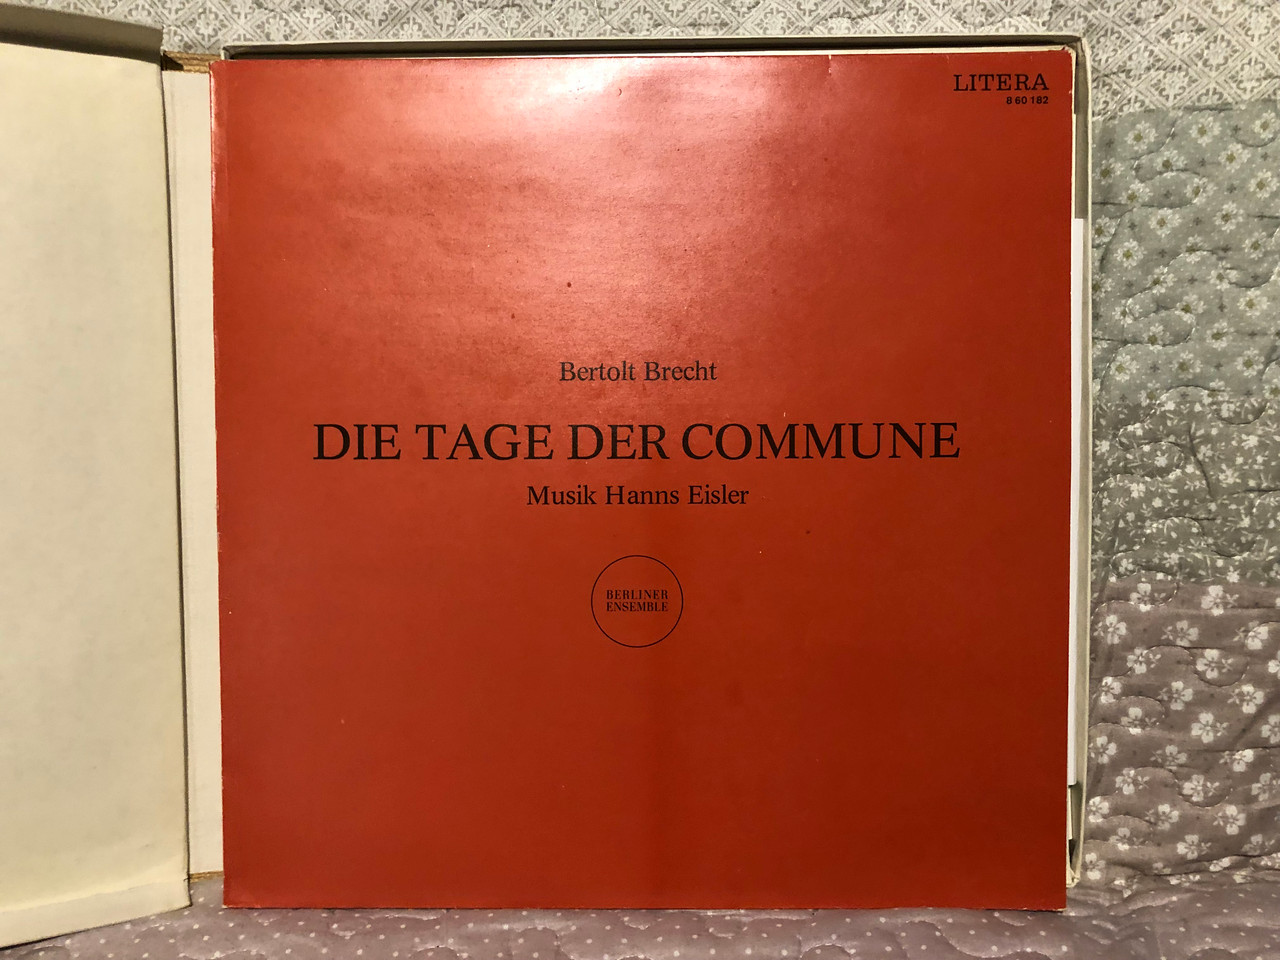 LITERA
8 60 182
Bertolt Brecht
DIE TAGE DER COMMUNE
Musik Hanns Eisler
BERLINER
ENSEMBLE